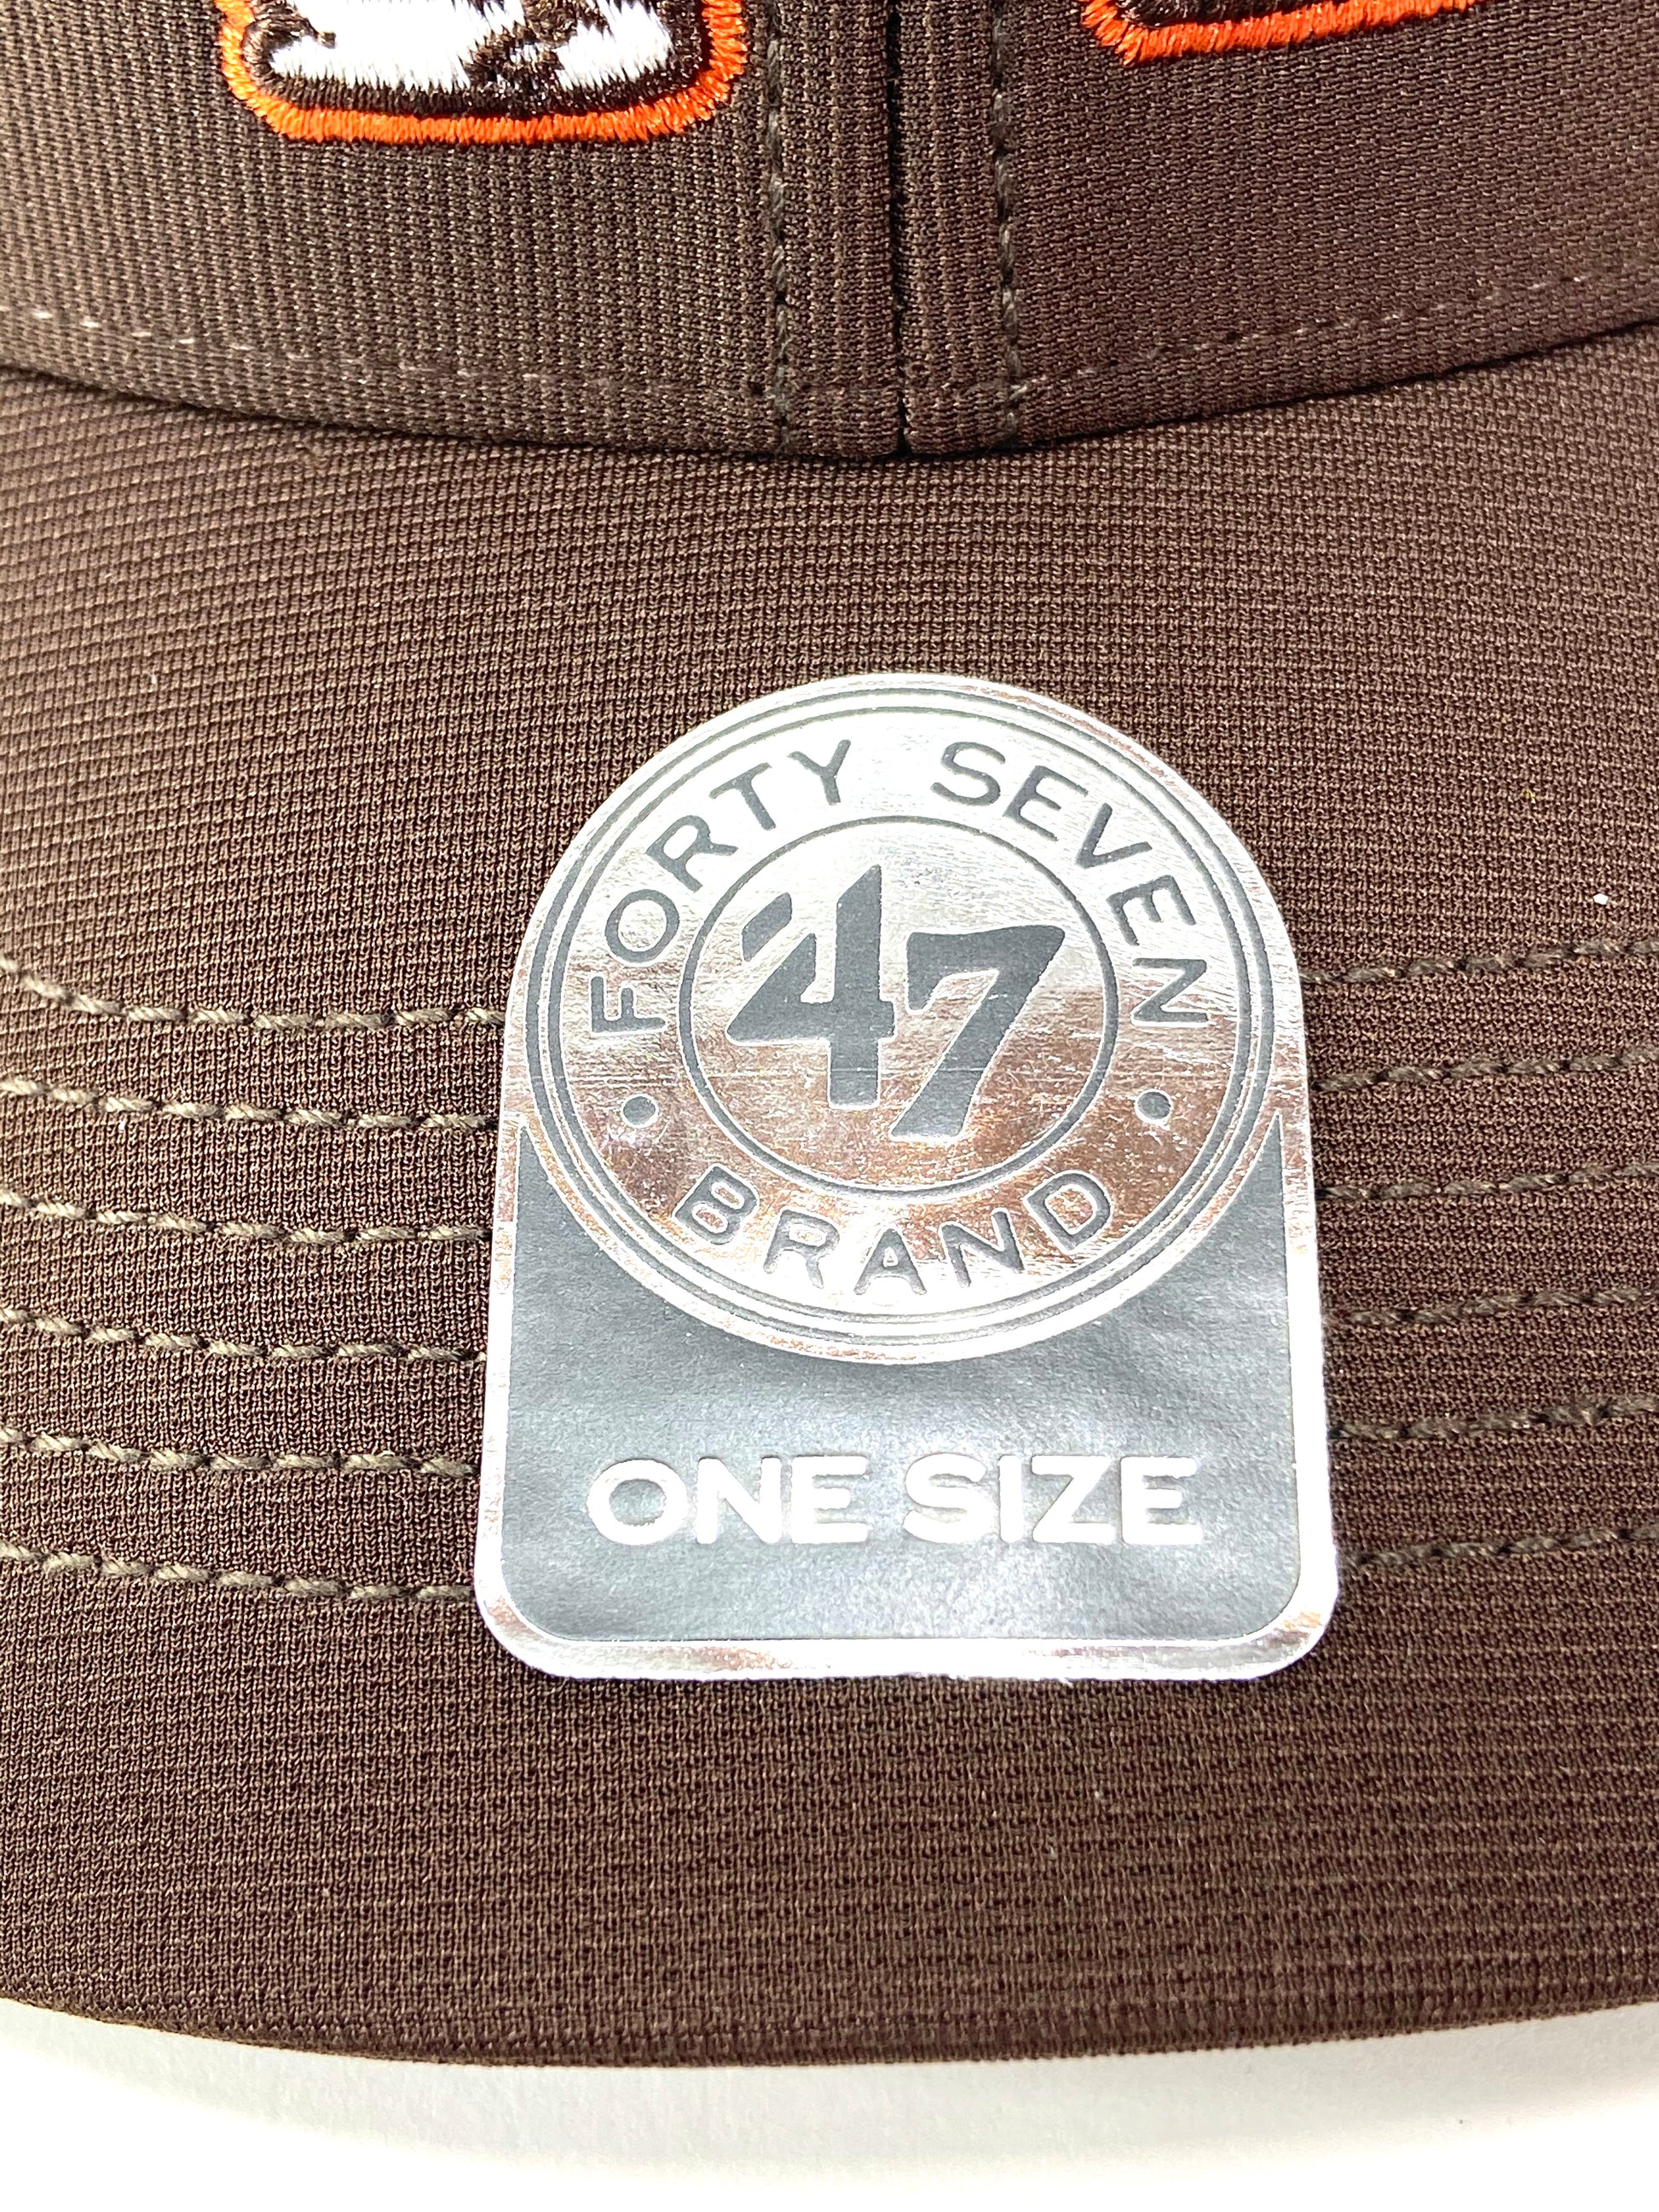 FORTY SEVEN
47
• BRAND •
ONE SIZE